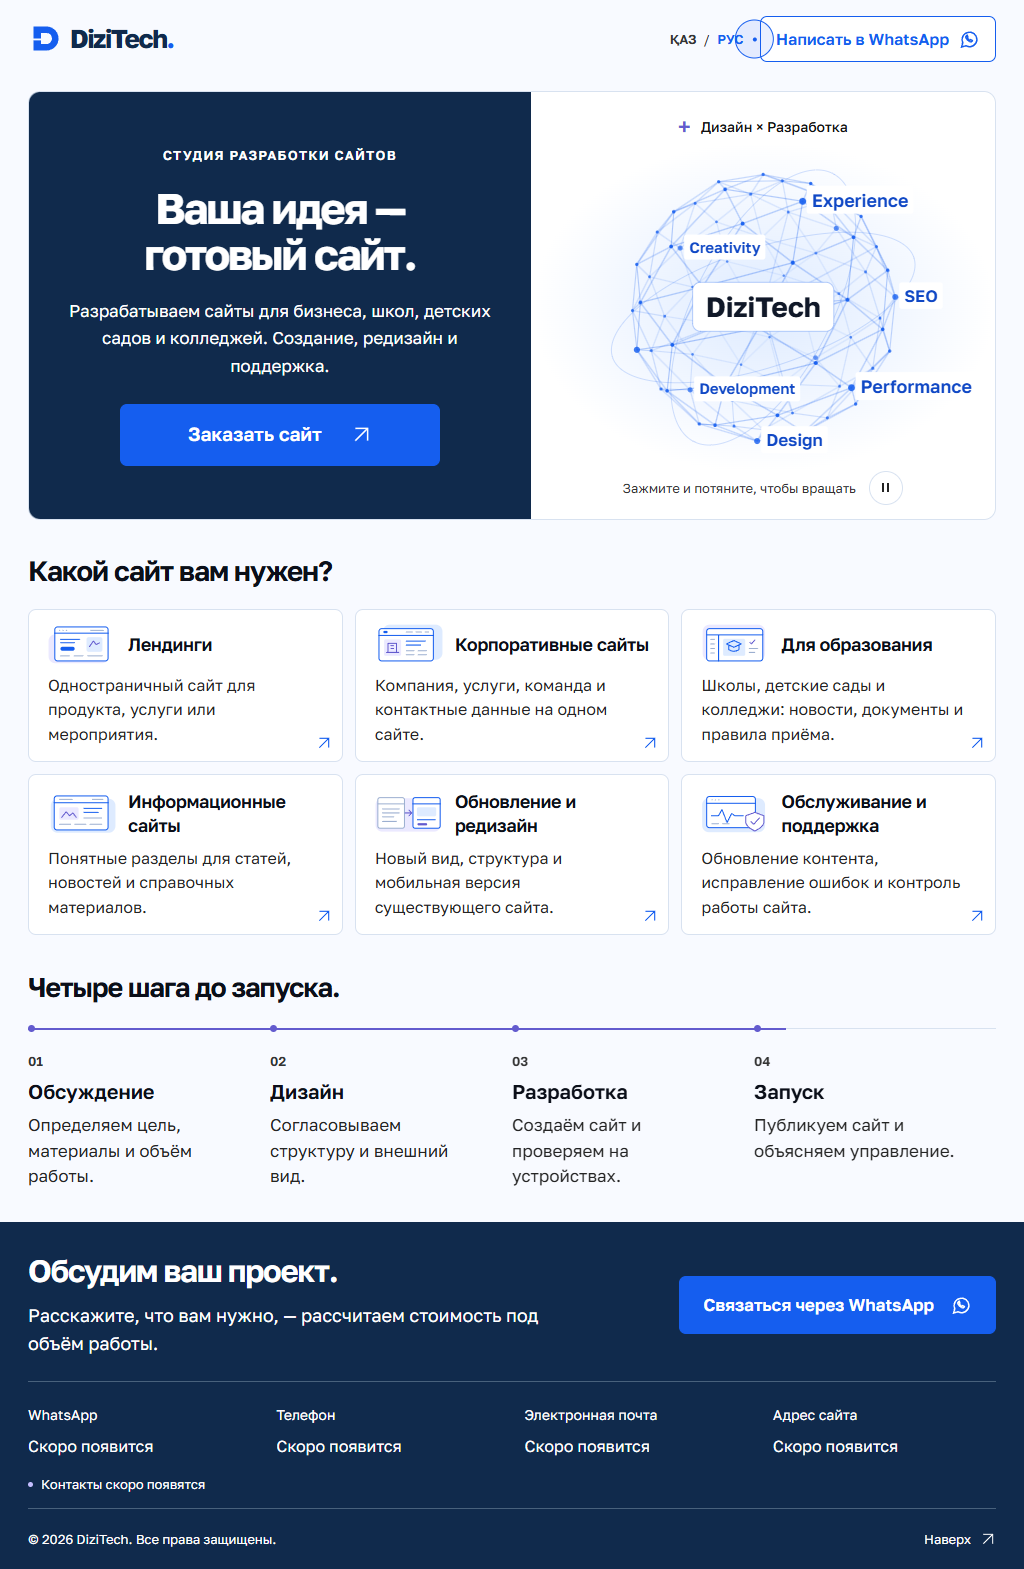 DiziTech.
ҚАЗ / РУС
Написать в WhatsApp
СТУДИЯ РАЗРАБОТКИ САЙТОВ
Ваша идея —
готовый сайт.
Разрабатываем сайты для бизнеса, школ, детских
садов и колледжей. Создание, редизайн и
поддержка.
Заказать сайт
+ Дизайн × Разработка
Experience
Creativity
SEO
DiziTech
Development
Performance
Design
Зажмите и потяните, чтобы вращать
Какой сайт вам нужен?
Лендинги
Одностраничный сайт для
продукта, услуги или
мероприятия.
Корпоративные сайты
Компания, услуги, команда и
контактные данные на одном
сайте.
Для образования
Школы, детские сады и
колледжи: новости, документы и
правила приёма.
Информационные
сайты
Понятные разделы для статей,
новостей и справочных
материалов.
Обновление и
редизайн
Новый вид, структура и
мобильная версия
существующего сайта.
Обслуживание и
поддержка
Обновление контента,
исправление ошибок и контроль
работы сайта.
Четыре шага до запуска.
01
Обсуждение
Определяем цель,
материалы и объём
работы.
02
Дизайн
Согласовываем
структуру и внешний
вид.
03
Разработка
Создаём сайт и
проверяем на
устройствах.
04
Запуск
Публикуем сайт и
объясняем управление.
Обсудим ваш проект.
Расскажите, что вам нужно, — рассчитаем стоимость под
объём работы.
Связаться через WhatsApp
WhatsApp
Скоро появится
Телефон
Скоро появится
Электронная почта
Скоро появится
Адрес сайта
Скоро появится
Контакты скоро появятся
© 2026 DiziTech. Все права защищены.
Наверх